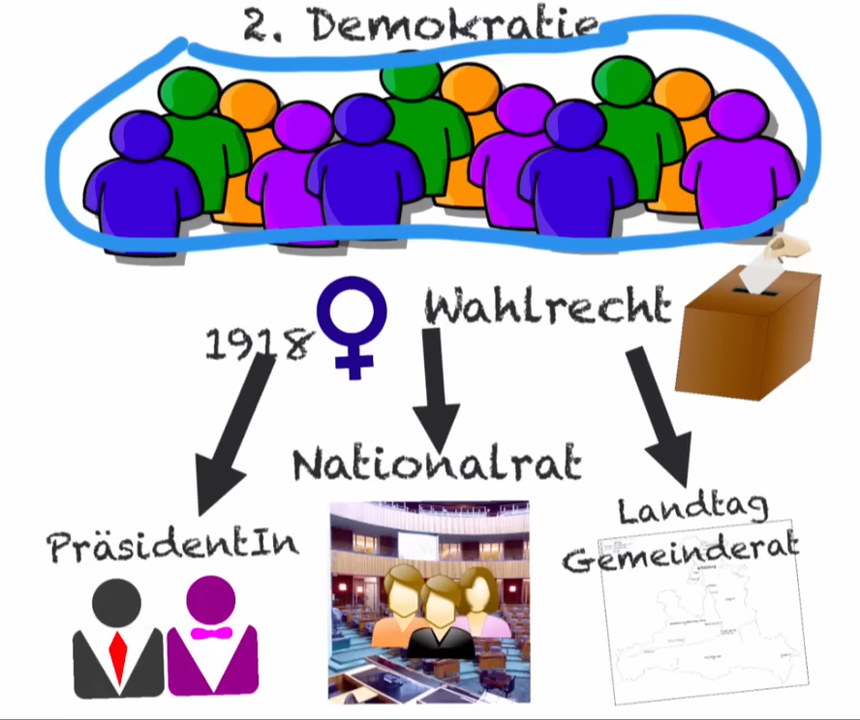 2. Demokratie
Wahlrecht
1918
Nationalrat
PräsidentIn
Landtag
Gemeinderat